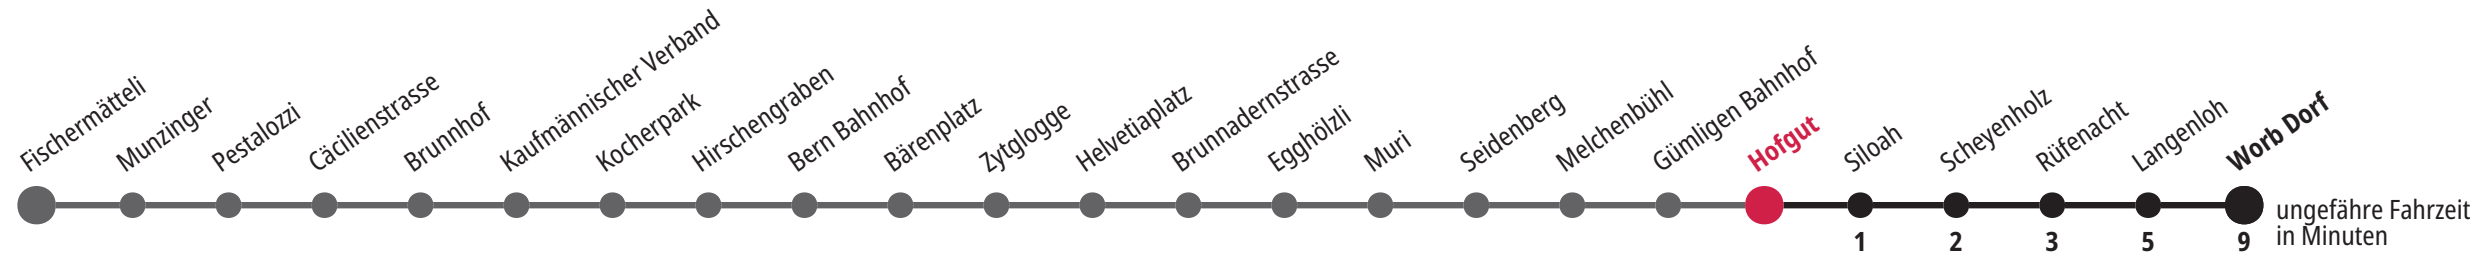 Fischermätteli
Munzinger
Pestalozzi
Cäcilienstrasse
Brunnhof
Kaufmännischer Verband
Kocherpark
Hirschengraben
Bern Bahnhof
Bärenplatz
Zytglogge
Helvetiaplatz
Brunnadernstrasse
Egghölzli
Muri
Seidenberg
Melchenbühl
Gümligen Bahnhof
Hofgut
Siloah
Scheyenholz
Rüfenacht
Langenloh
Worb Dorf
1 2 3 5 9
ungefähre Fahrzeit
in Minuten